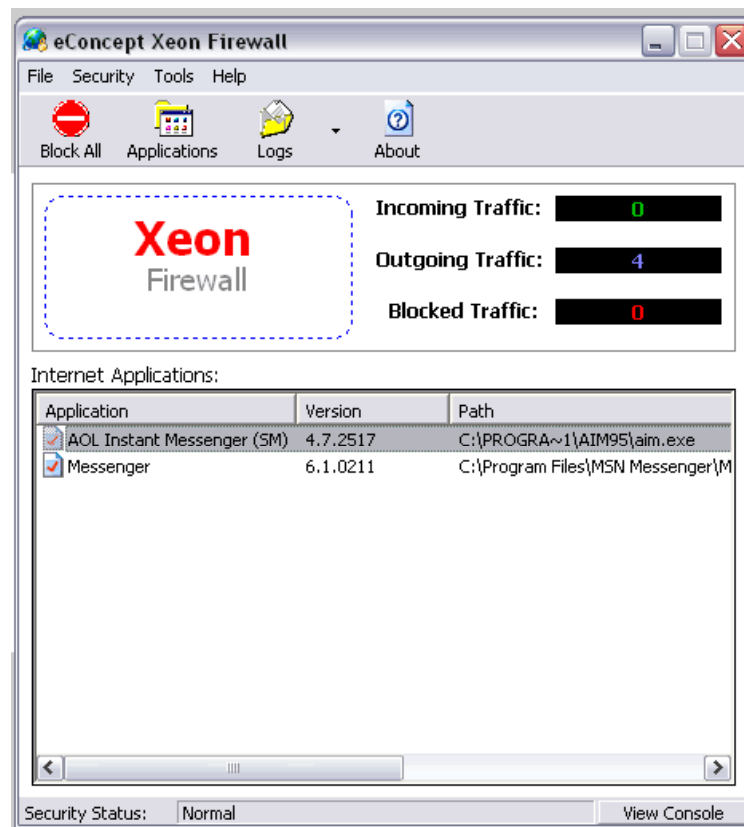 eConcept Xeon Firewall
File Security Tools Help
Block All Applications Logs About
Xeon
Firewall
Incoming Traffic: 0
Outgoing Traffic: 4
Blocked Traffic: 0
Internet Applications:
Application Version Path
AOL Instant Messenger (SM) 4.7.2517 C:\PROGRA~1\AIM95\aim.exe
Messenger 6.1.0211 C:\Program Files\MSN Messenger\M
Security Status: Normal View Console